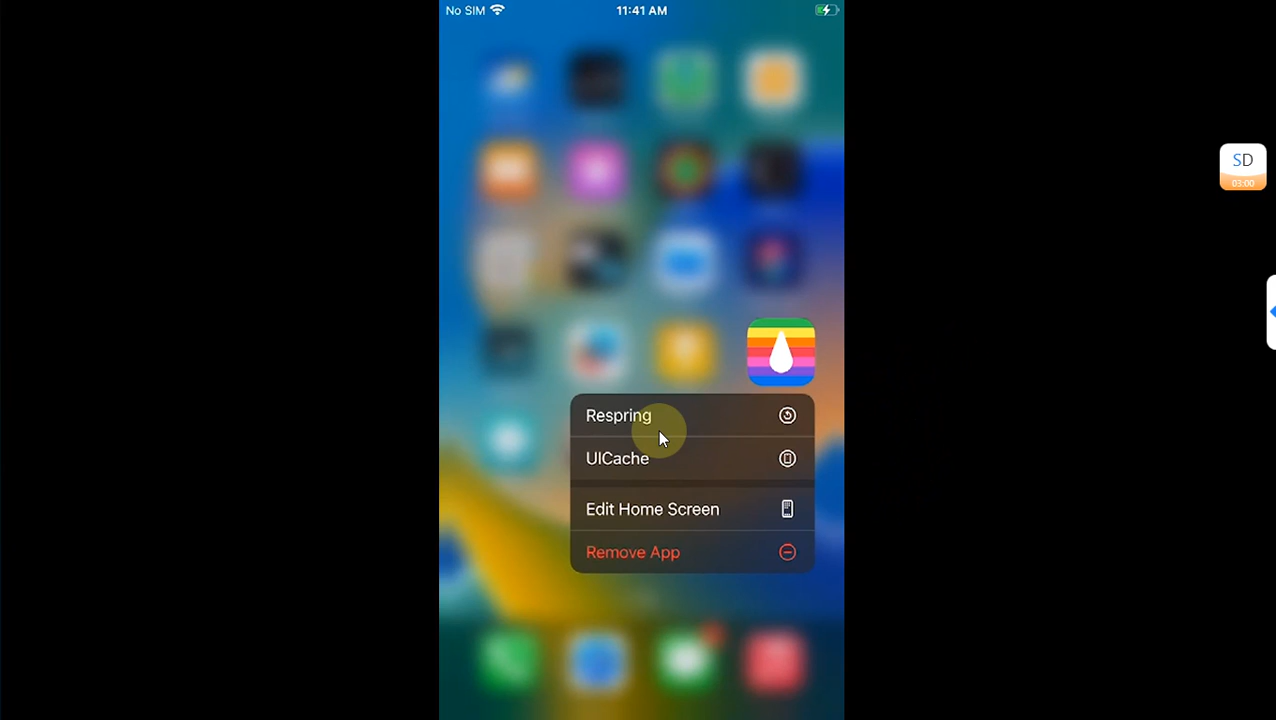 No SIM
11:41 AM
SD
03:00
Respring
UICache
Edit Home Screen
Remove App